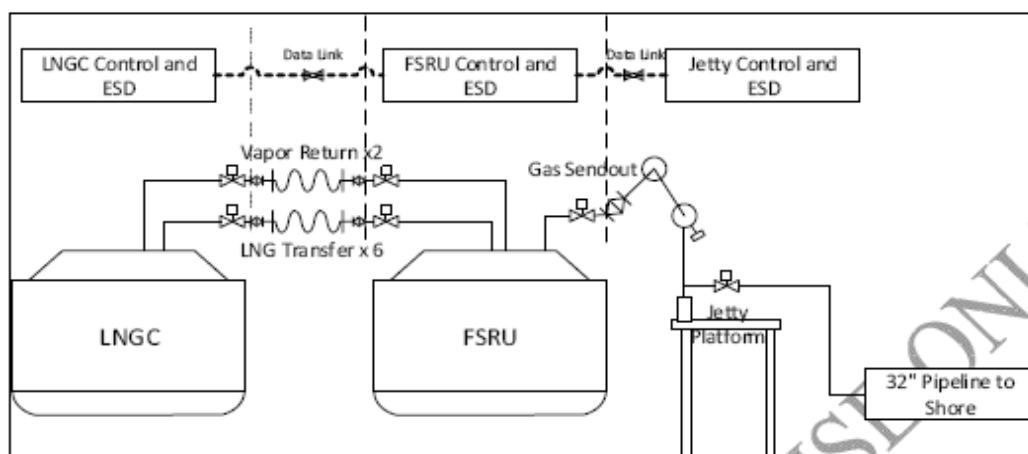 LNGC Control and
ESD
Data Link
FSRU Control and
ESD
Data Link
Jetty Control and
ESD
Vapor Return x2
Gas Sendout
LNG Transfer x 6
LNGC
FSRU
Jetty
Platform
32" Pipeline to
Shore